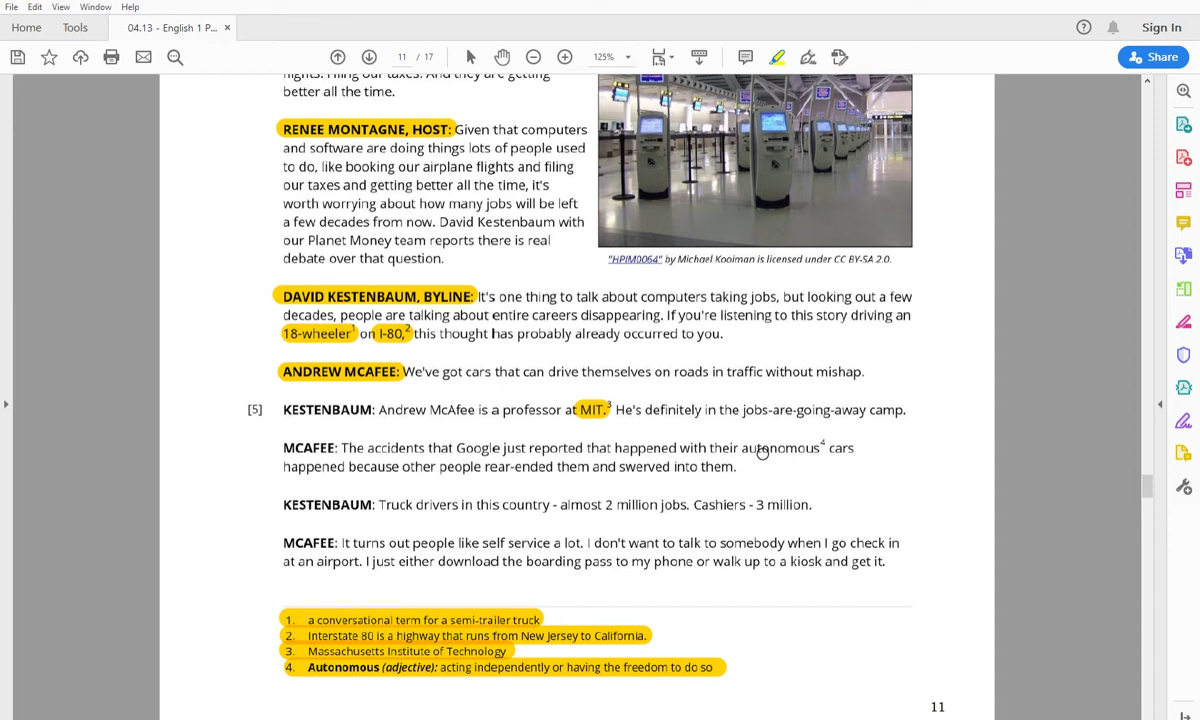 File Edit View Window Help
Home Tools 04.13 - English 1 P... × Sign In
11 / 17 125% Share
flights. Filing our taxes. And they are getting
better all the time.
RENEE MONTAGNE, HOST: Given that computers
and software are doing things lots of people used
to do, like booking our airplane flights and filing
our taxes and getting better all the time, it's
worth worrying about how many jobs will be left
a few decades from now. David Kestenbaum with
our Planet Money team reports there is real
debate over that question.
"HPIM0064" by Michael Kooiman is licensed under CC BY-SA 2.0.
DAVID KESTENBAUM, BYLINE: It's one thing to talk about computers taking jobs, but looking out a few
decades, people are talking about entire careers disappearing. If you're listening to this story driving an
18-wheeler1 on I-80,2 this thought has probably already occurred to you.
ANDREW MCAFEE: We've got cars that can drive themselves on roads in traffic without mishap.
[5] KESTENBAUM: Andrew McAfee is a professor at MIT.3 He's definitely in the jobs-are-going-away camp.
MCAFEE: The accidents that Google just reported that happened with their autonomous4 cars
happened because other people rear-ended them and swerved into them.
KESTENBAUM: Truck drivers in this country - almost 2 million jobs. Cashiers - 3 million.
MCAFEE: It turns out people like self service a lot. I don't want to talk to somebody when I go check in
at an airport. I just either download the boarding pass to my phone or walk up to a kiosk and get it.
1. a conversational term for a semi-trailer truck
2. Interstate 80 is a highway that runs from New Jersey to California.
3. Massachusetts Institute of Technology
4. Autonomous (adjective): acting independently or having the freedom to do so
11